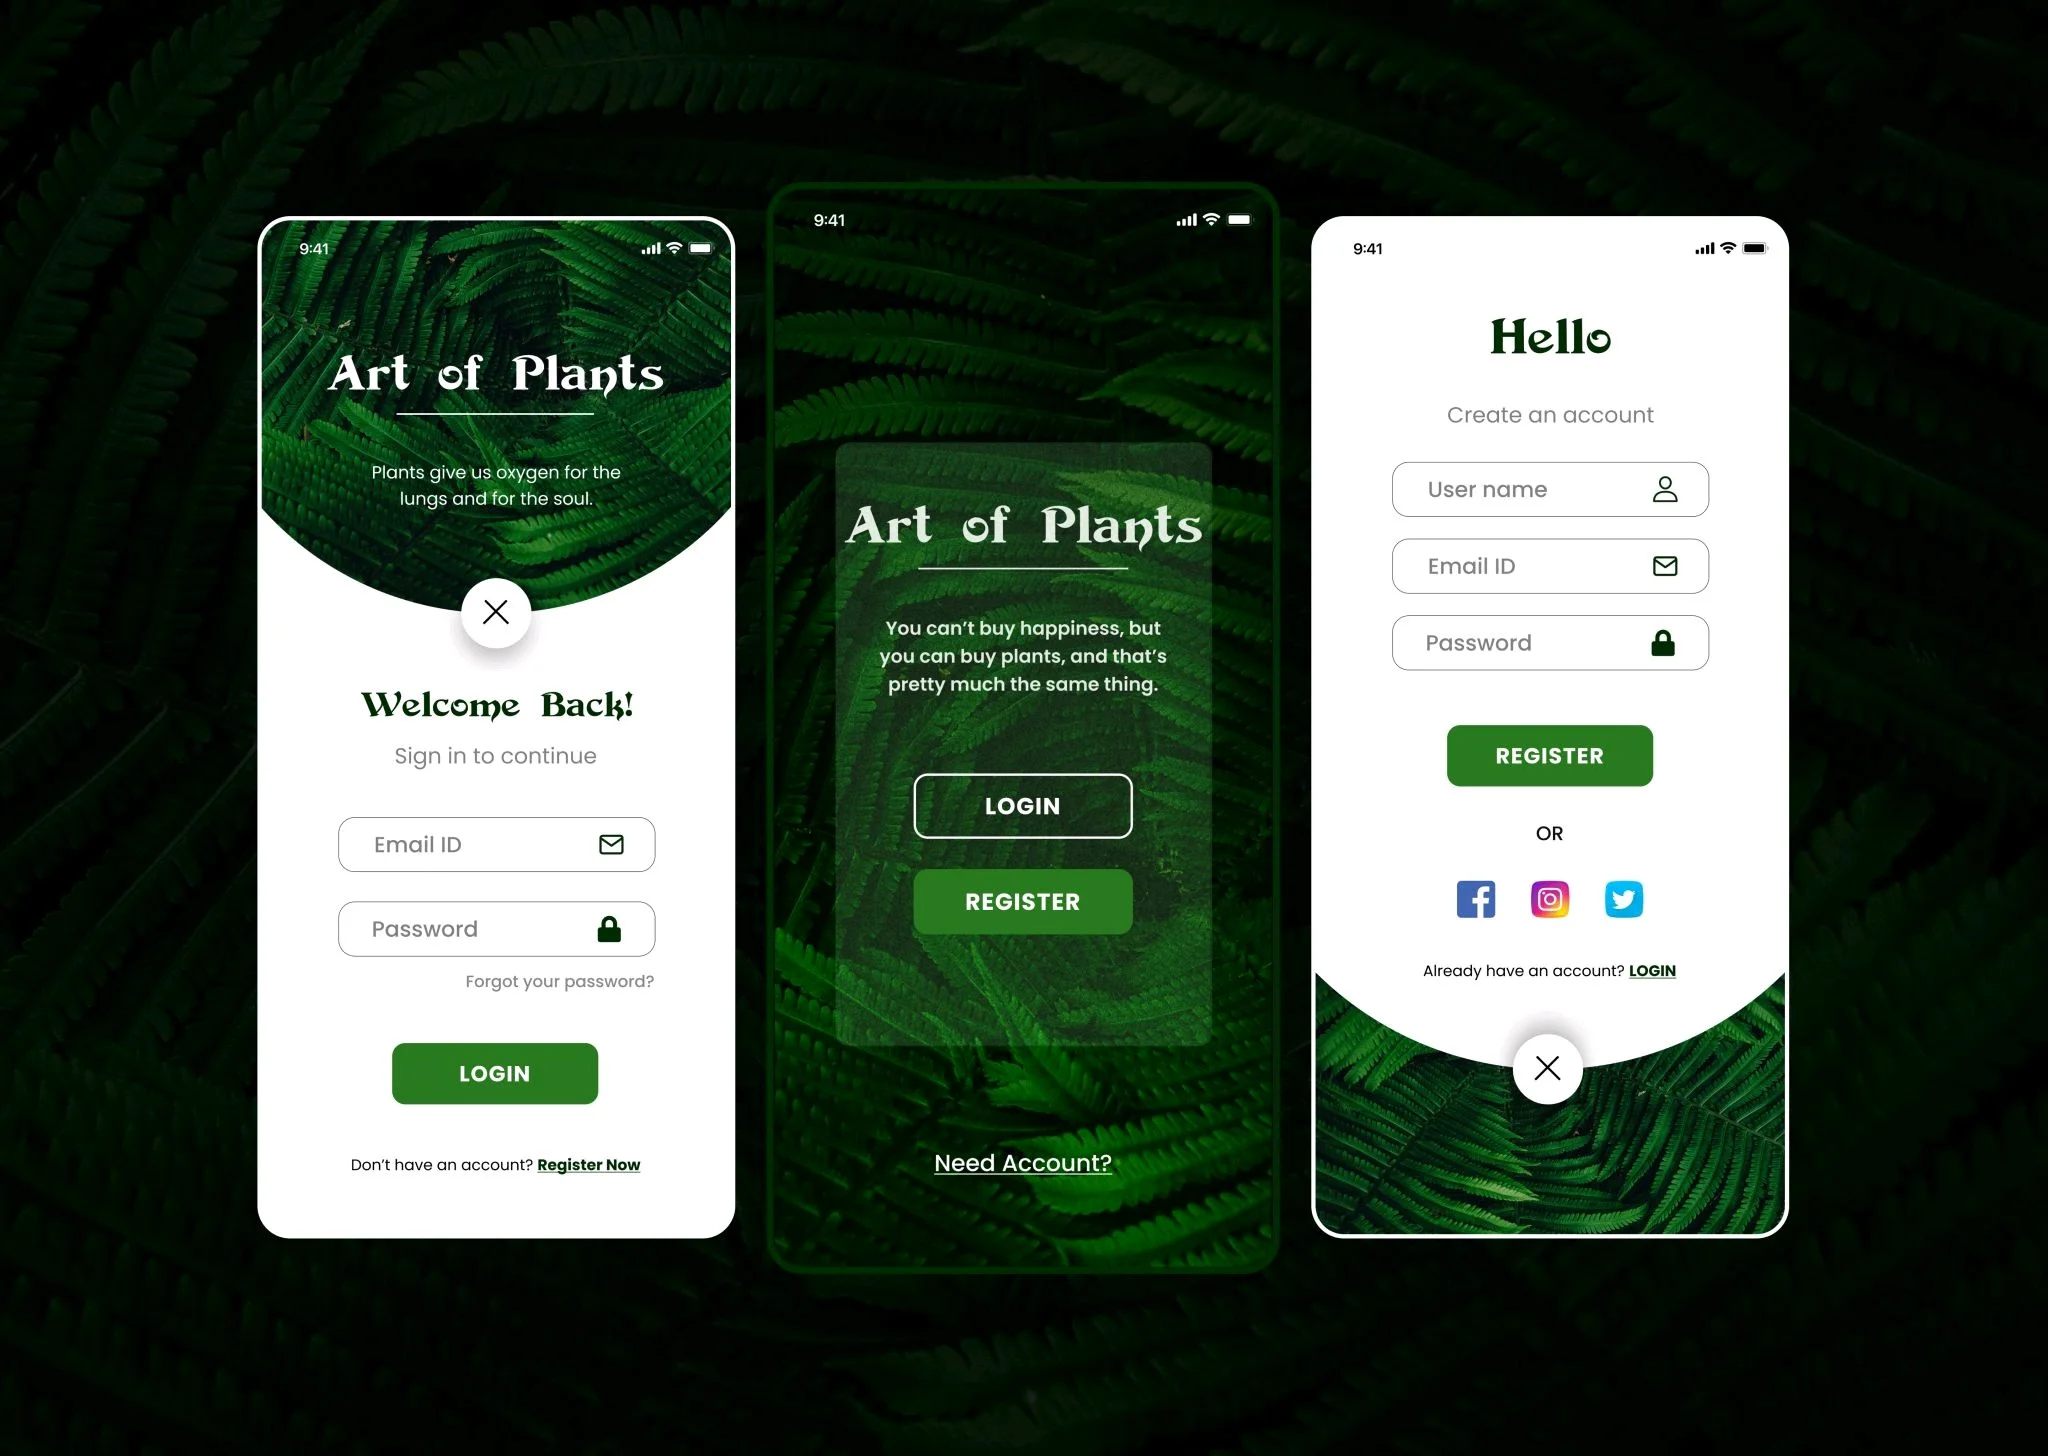 9:41
Art of Plants
Plants give us oxygen for the
lungs and for the soul.
Welcome Back!
Sign in to continue
Email ID
Password
Forgot your password?
LOGIN
Don't have an account? Register Now
9:41
Art of Plants
You can't buy happiness, but
you can buy plants, and that's
pretty much the same thing.
LOGIN
REGISTER
Need Account?
9:41
Hello
Create an account
User name
Email ID
Password
REGISTER
OR
Already have an account? LOGIN